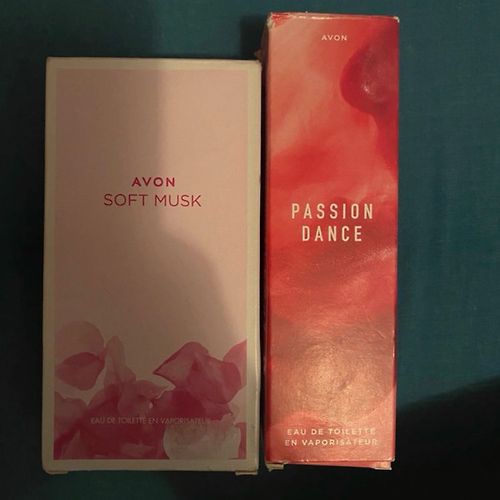 AVON
SOFT MUSK
EAU DE TOILETTE EN VAPORISATEUR
AVON
PASSION
DANCE
EAU DE TOILETTE
EN VAPORISATEUR